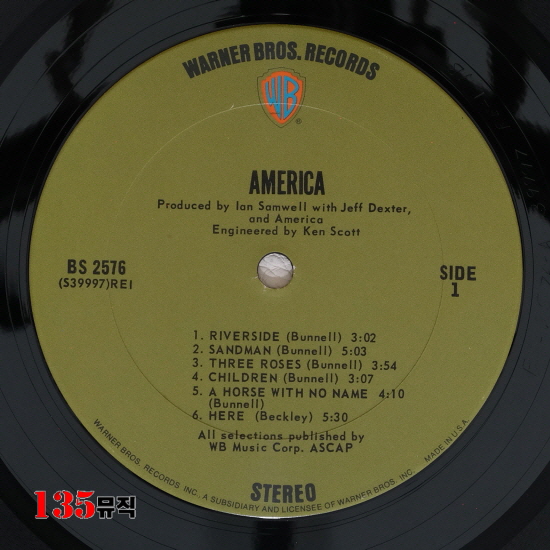 WARNER BROS. RECORDS
WB
®
AMERICA
Produced by Ian Samwell with Jeff Dexter,
and America
Engineered by Ken Scott
BS 2576
(S39997)RE1
SIDE
1
1. RIVERSIDE (Bunnell) 3:02
2. SANDMAN (Bunnell) 5:03
3. THREE ROSES (Bunnell) 3:54
4. CHILDREN (Bunnell) 3:07
5. A HORSE WITH NO NAME 4:10
(Bunnell)
6. HERE (Beckley) 5:30
All selections published by
WB Music Corp. ASCAP
STEREO
WARNER BROS. RECORDS INC., A SUBSIDIARY AND LICENSEE OF WARNER BROS. INC.
MADE IN U.S.A.
135뮤직